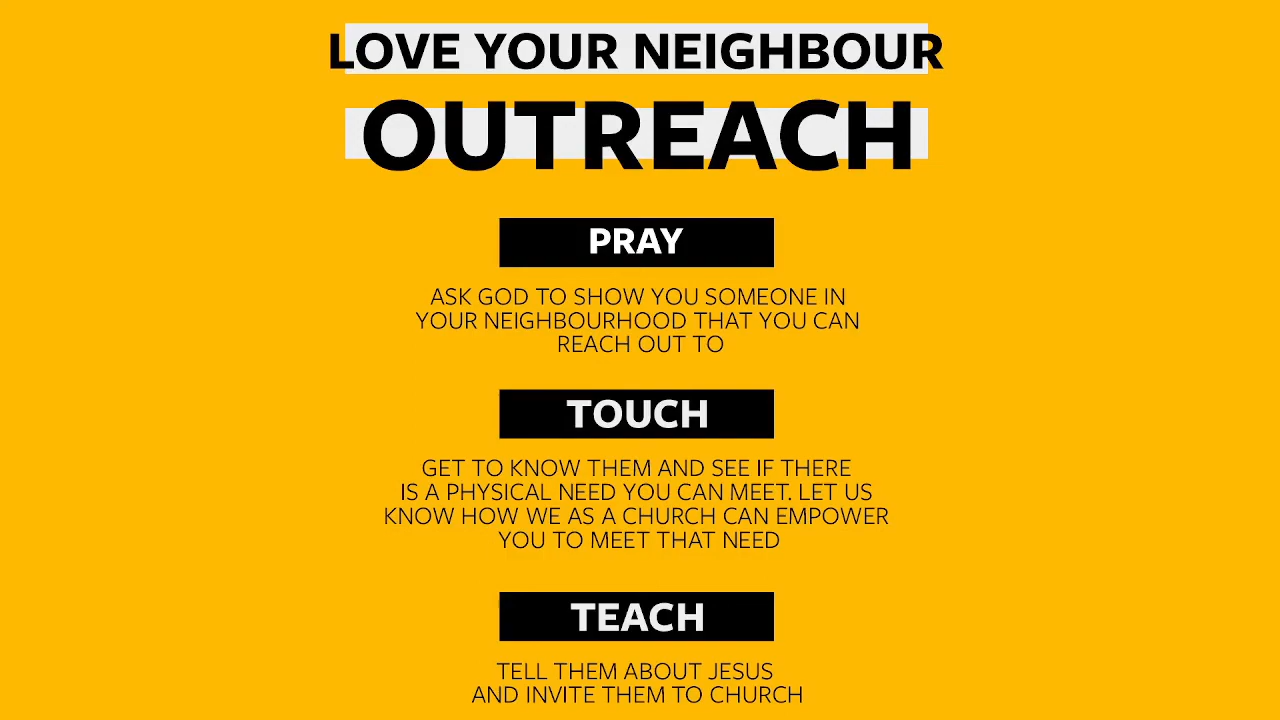 LOVE YOUR NEIGHBOUR
OUTREACH
PRAY
ASK GOD TO SHOW YOU SOMEONE IN
YOUR NEIGHBOURHOOD THAT YOU CAN
REACH OUT TO
TOUCH
GET TO KNOW THEM AND SEE IF THERE
IS A PHYSICAL NEED YOU CAN MEET. LET US
KNOW HOW WE AS A CHURCH CAN EMPOWER
YOU TO MEET THAT NEED
TEACH
TELL THEM ABOUT JESUS
AND INVITE THEM TO CHURCH